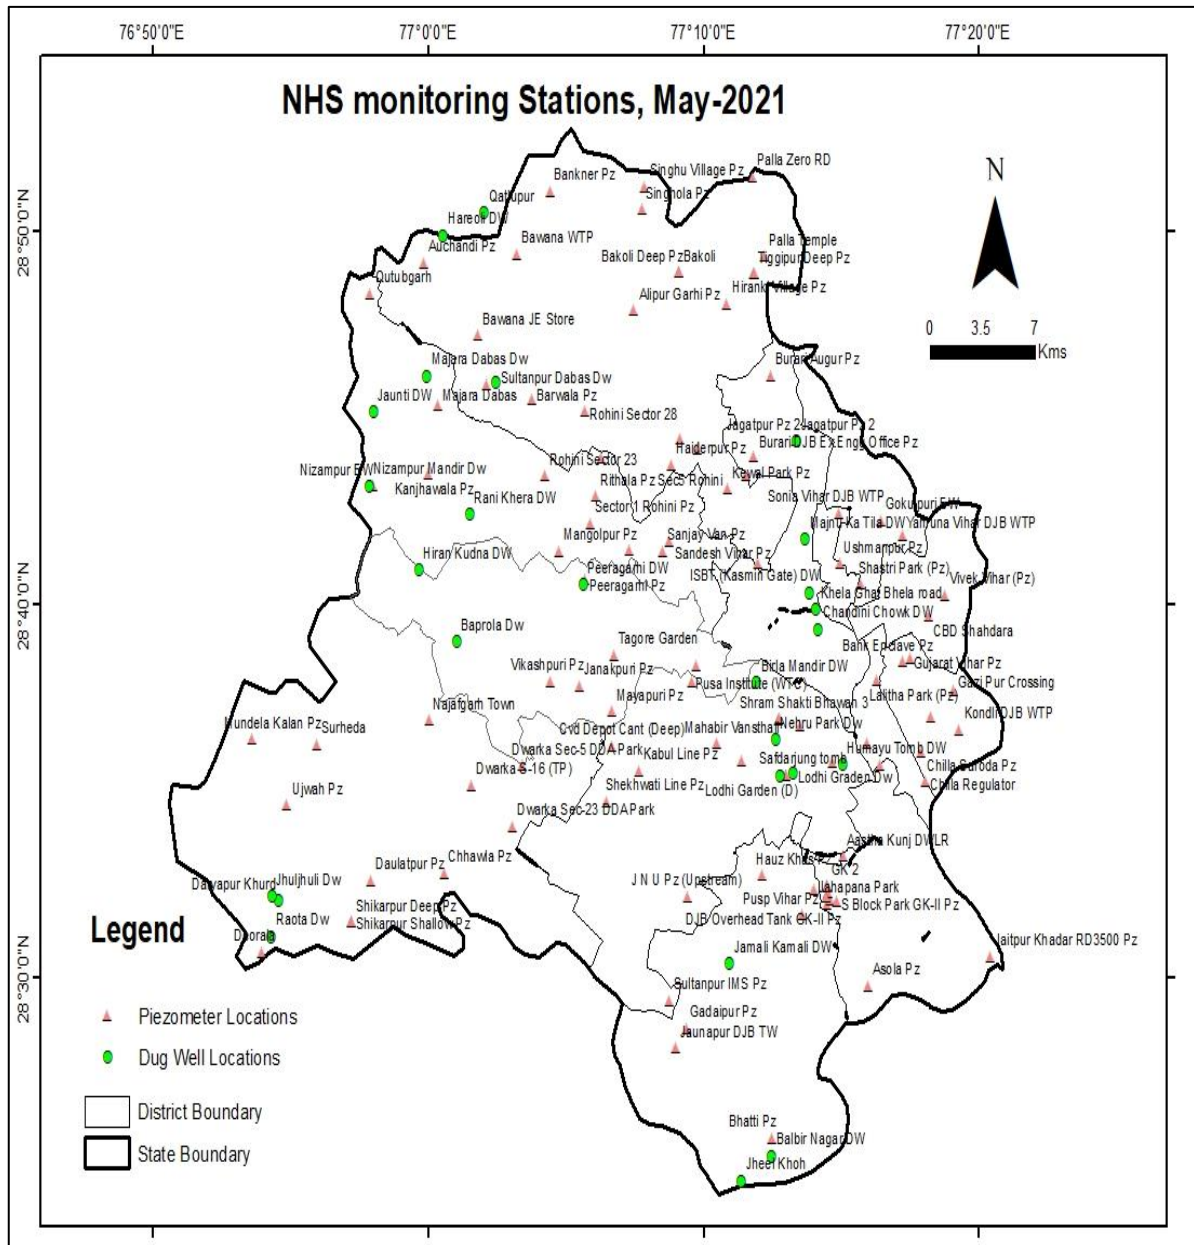 76°50'0"E
77°0'0"E
77°10'0"E
77°20'0"E
NHS monitoring Stations, May-2021
N
0 3.5 7
Kms
28°50'0"N
28°40'0"N
28°30'0"N
Palla Zero RD
Singhu Village Pz
Bankner Pz
Singhola Pz
Qatlupur
Hareoli DW
Auchandi Pz
Bawana WTP
Palla Temple
Bakoli Deep Pz Bakoli
Tiggipur Deep Pz
Qutubgarh
Alipur Garhi Pz
Hiranki Village Pz
Bawana JE Store
Majara Dabas Dw
Sultanpur Dabas Dw
Burari Augur Pz
Jaunti DW
Majara Dabas
Barwala Pz
Rohini Sector 28
Jagatpur Pz 2
Jagatpur Pz 2
Haiderpur Pz
Burari DJB ExEngg Office Pz
Rohini Sector 23
Nizampur Mandir Dw
Kanjhawala Pz
Rithala Pz
Sec5 Rohini
Kewal Park Pz
Rani Khera DW
Sector 1 Rohini Pz
Sonia Vihar DJB WTP
Gokulpuri DW
Majnu Ka Tila DW
Yamuna Vihar DJB WTP
Mangolpur Pz
Sanjay Van Pz
Hiran Kudna DW
Sandesh Vihar Pz
Ushmanpur Pz
Peeragarhi DW
Peeragarhi Pz
ISBT (Kasmiri Gate) DW
Shastri Park (Pz)
Vivek Vihar (Pz)
Khela Ghat Bhela road
Chandini Chowk DW
Baprola Dw
CBD Shahdara
Tagore Garden
Bank Enclave Pz
Vikashpuri Pz
Janakpuri Pz
Birla Mandir DW
Gujarat Vihar Pz
Pusa Institute (WTC)
Gazi Pur Crossing
Mayapuri Pz
Lalitha Park (Pz)
Najafgarh Town
Shram Shakti Bhawan 3
Kondli DJB WTP
Mundela Kalan Pz
Surheda
Cvd Depot Cant (Deep)
Mahabir Vansthali
Nehru Park Dw
Dwarka Sec-5 DDA Park
Kabul Line Pz
Safdarjung tomb
Humayu Tomb DW
Dwarka S-16 (TP)
Chilla Saroda Pz
Ujwah Pz
Shekhwati Line Pz
Lodhi Garden (D)
Lodhi Graden Dw
Chilla Regulator
Dwarka Sec-23 DDA Park
Aastha Kunj DWLR
Daulatpur Pz
Chhawla Pz
Hauz Khas Pz
GK 2
Daryapur Khurd
Jhuljhuli Dw
J N U Pz (Upstream)
Jahapana Park
Pusp Vihar Pz
S Block Park GK-II Pz
Raota Dw
Shikarpur Deep Pz
Shikarpur Shallow Pz
DJB Overhead Tank GK-II Pz
Deorala
Jamali Kamali DW
Jaitpur Khadar RD3500 Pz
Asola Pz
Sultanpur IMS Pz
Gadaipur Pz
Jaunapur DJB TW
Bhatti Pz
Balbir Nagar DW
Jheel Khoh
Legend
Piezometer Locations
Dug Well Locations
District Boundary
State Boundary